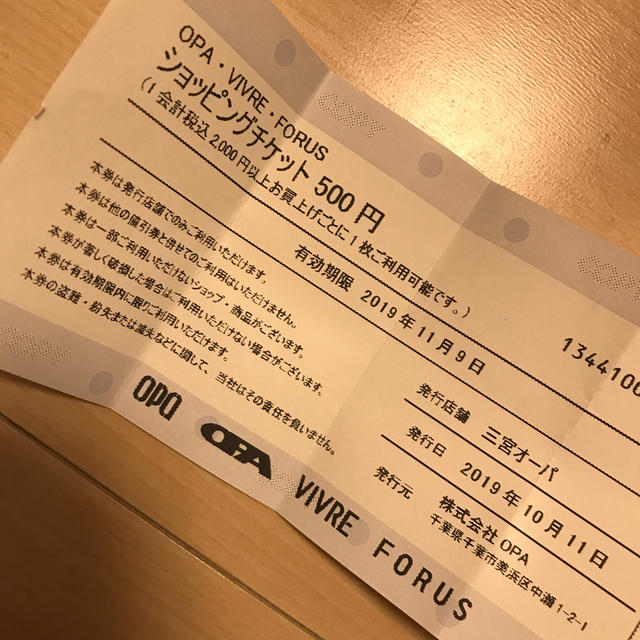 OPA・VIVRE・FORUS
ショッピングチケット 500円
(1会計税込2,000円以上お買上げごとに1枚ご利用可能です。)
有効期限 2019年11月9日
本券は発行店舗でのみご利用いただけます。
本券は他の値引券と併せてのご利用はいただけません。
本券は一部ご利用いただけないショップ・商品がございます。
本券が著しく破損した場合はご利用いただけない場合がございます。
本券は有効期限内に限りご利用いただけます。
本券の盗難・紛失または滅失などに関して、当社はその責任を負いません。
1344100
発行店舗 三宮オーパ
発行日 2019年10月11日
発行元 株式会社OPA
千葉県千葉市美浜区中瀬1-2-1
OPA OPA VIVRE FORUS